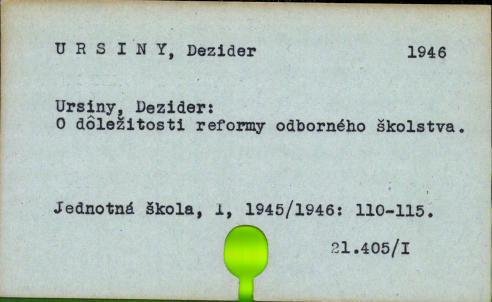 U R S I N Y, Dezider 1946
Ursiny, Dezider:
O dôležitosti reformy odborného školstva.
Jednotná škola, 1, 1945/1946: 110-115.
21.405/I